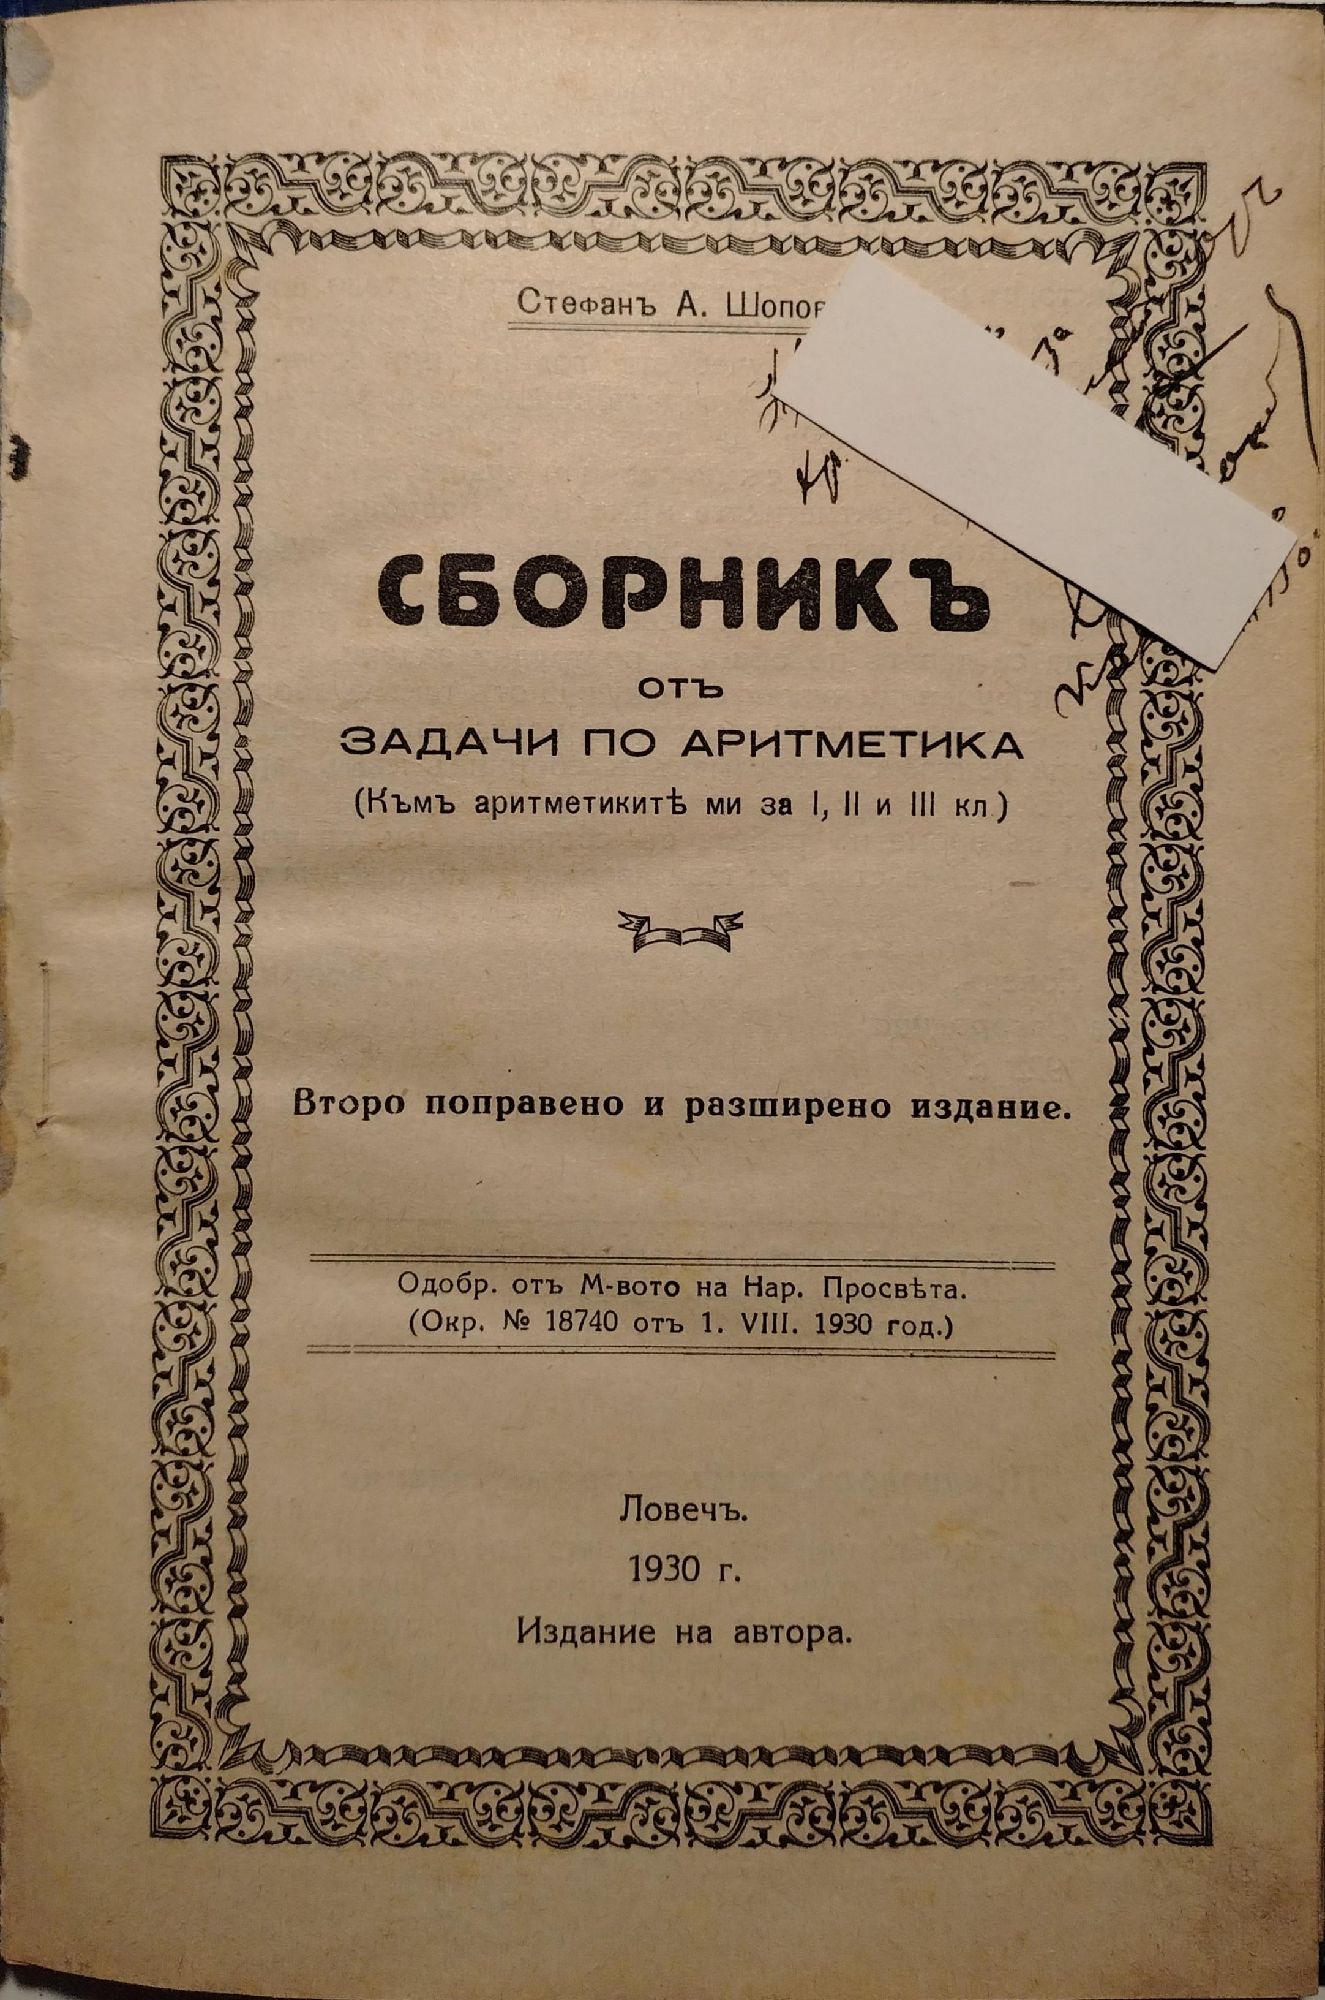 Стефанъ А. Шопов
СБОРНИКЪ
отъ
ЗАДАЧИ ПО АРИТМЕТИКА
(Къмъ аритметикитѣ ми за I, II и III кл.)
Второ поправено и разширено издание.
Одобр. отъ М-вото на Нар. Просвѣта.
(Окр. № 18740 отъ 1. VIII. 1930 год.)
Ловечъ.
1930 г.
Издание на автора.